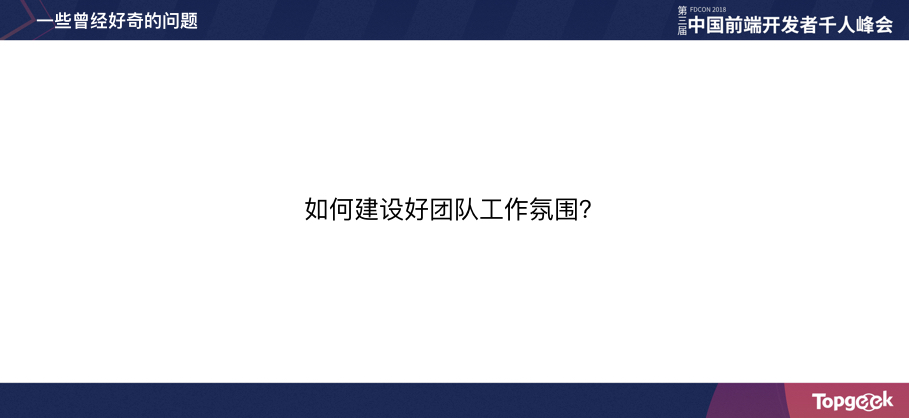 一些曾经好奇的问题
第三届
FDCON 2018
中国前端开发者千人峰会
如何建设好团队工作氛围?
Topgeek